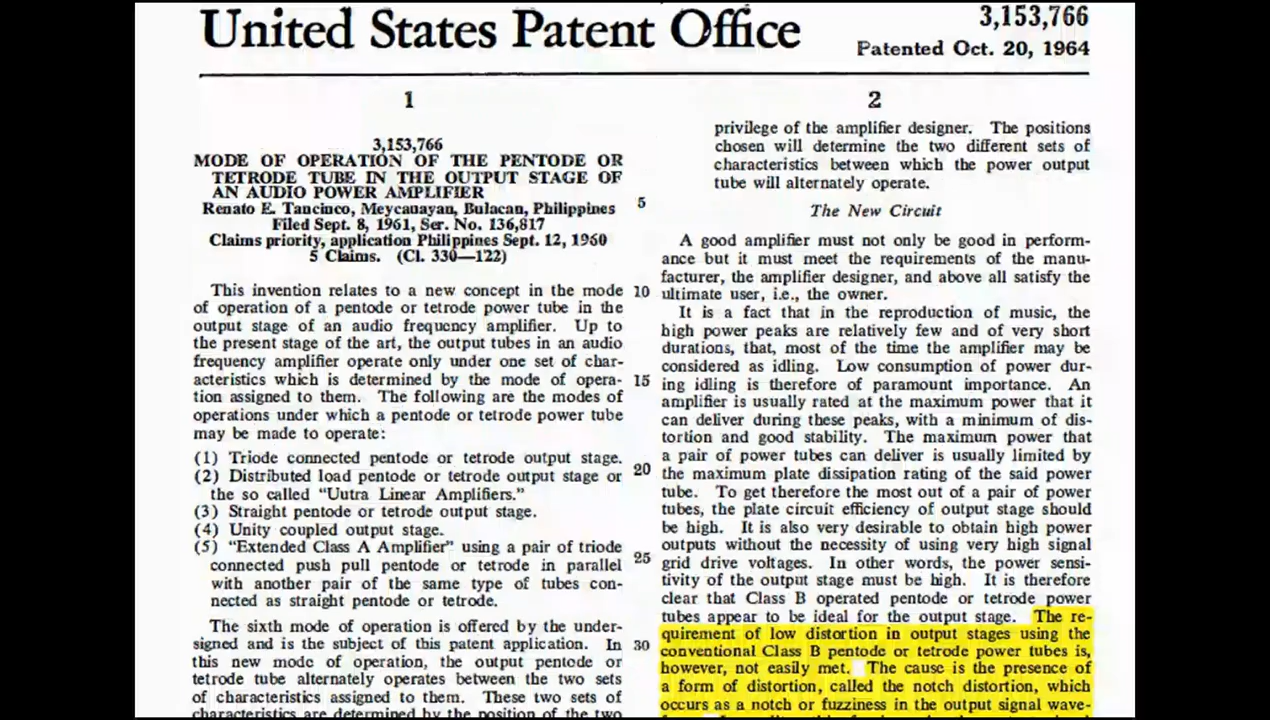 United States Patent Office
3,153,766
Patented Oct. 20, 1964
1
3,153,766
MODE OF OPERATION OF THE PENTODE OR
TETRODE TUBE IN THE OUTPUT STAGE OF
AN AUDIO POWER AMPLIFIER
Renato E. Tancinco, Meycauayan, Bulacan, Philippines
Filed Sept. 8, 1961, Ser. No. 136,817
Claims priority, application Philippines Sept. 12, 1960
5 Claims. (Cl. 330—122)
This invention relates to a new concept in the mode
of operation of a pentode or tetrode power tube in the
output stage of an audio frequency amplifier. Up to
the present stage of the art, the output tubes in an audio
frequency amplifier operate only under one set of char-
acteristics which is determined by the mode of opera-
tion assigned to them. The following are the modes of
operations under which a pentode or tetrode power tube
may be made to operate:
(1) Triode connected pentode or tetrode output stage.
(2) Distributed load pentode or tetrode output stage or
the so called “Uutra Linear Amplifiers.”
(3) Straight pentode or tetrode output stage.
(4) Unity coupled output stage.
(5) “Extended Class A Amplifier” using a pair of triode
connected push pull pentode or tetrode in parallel
with another pair of the same type of tubes con-
nected as straight pentode or tetrode.
The sixth mode of operation is offered by the under-
signed and is the subject of this patent application. In
this new mode of operation, the output pentode or
tetrode tube alternately operates between the two sets
of characteristics assigned to them. These two sets
of characteristics are determined by the position of the two
5
10
15
20
25
30
2
privilege of the amplifier designer. The positions
chosen will determine the two different sets of
characteristics between which the power output
tube will alternately operate.
The New Circuit
A good amplifier must not only be good in perform-
ance but it must meet the requirements of the manu-
facturer, the amplifier designer, and above all satisfy the
ultimate user, i.e., the owner.
It is a fact that in the reproduction of music, the
high power peaks are relatively few and of very short
durations, that, most of the time the amplifier may be
considered as idling. Low consumption of power dur-
ing idling is therefore of paramount importance. An
amplifier is usually rated at the maximum power that it
can deliver during these peaks, with a minimum of dis-
tortion and good stability. The maximum power that
a pair of power tubes can deliver is usually limited by
the maximum plate dissipation rating of the said power
tube. To get therefore the most out of a pair of power
tubes, the plate circuit efficiency of output stage should
be high. It is also very desirable to obtain high power
outputs without the necessity of using very high signal
grid drive voltages. In other words, the power sensi-
tivity of the output stage must be high. It is therefore
clear that Class B operated pentode or tetrode power
tubes appear to be ideal for the output stage. The re-
quirement of low distortion in output stages using the
conventional Class B pentode or tetrode power tubes is,
however, not easily met. The cause is the presence of
a form of distortion, called the notch distortion, which
occurs as a notch or fuzziness in the output signal wave-